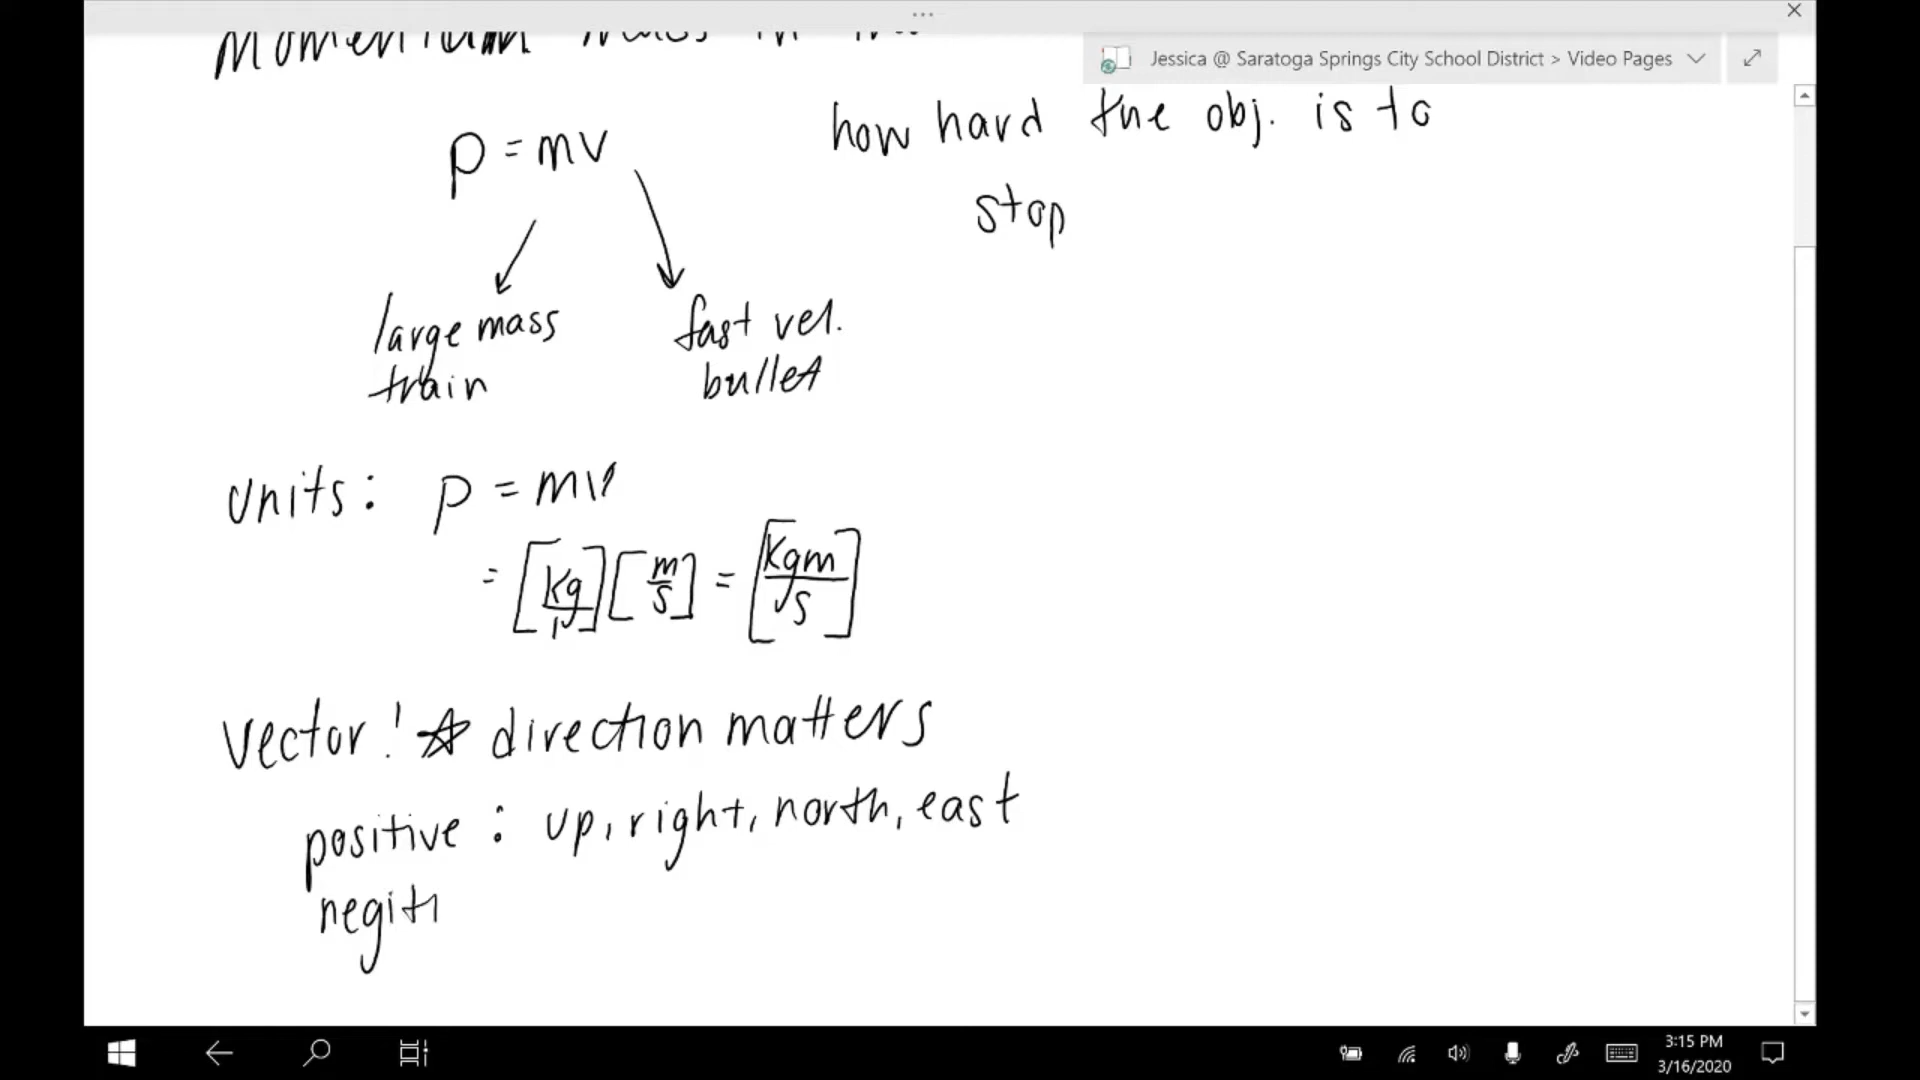 ...
Momentum
Jessica @ Saratoga Springs City School District > Video Pages
how hard the obj. is to
stop
p = mv
large mass
train
fast vel.
bullet
units: p = mv
= [kg/1] [m/s] = [kgm/s]
vector! ☆ direction matters
positive: up, right, north, east
negiti
3:15 PM
3/16/2020